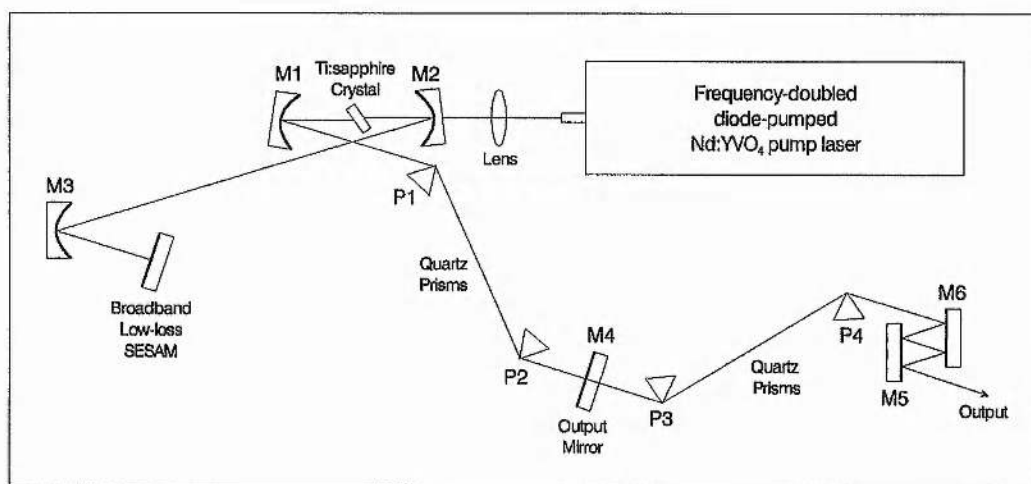 M1
Ti:sapphire
Crystal
M2
Lens
Frequency-doubled
diode-pumped
Nd:YVO₄ pump laser
M3
P1
Broadband
Low-loss
SESAM
Quartz
Prisms
P2
M4
Output
Mirror
P3
Quartz
Prisms
P4
M6
M5
Output